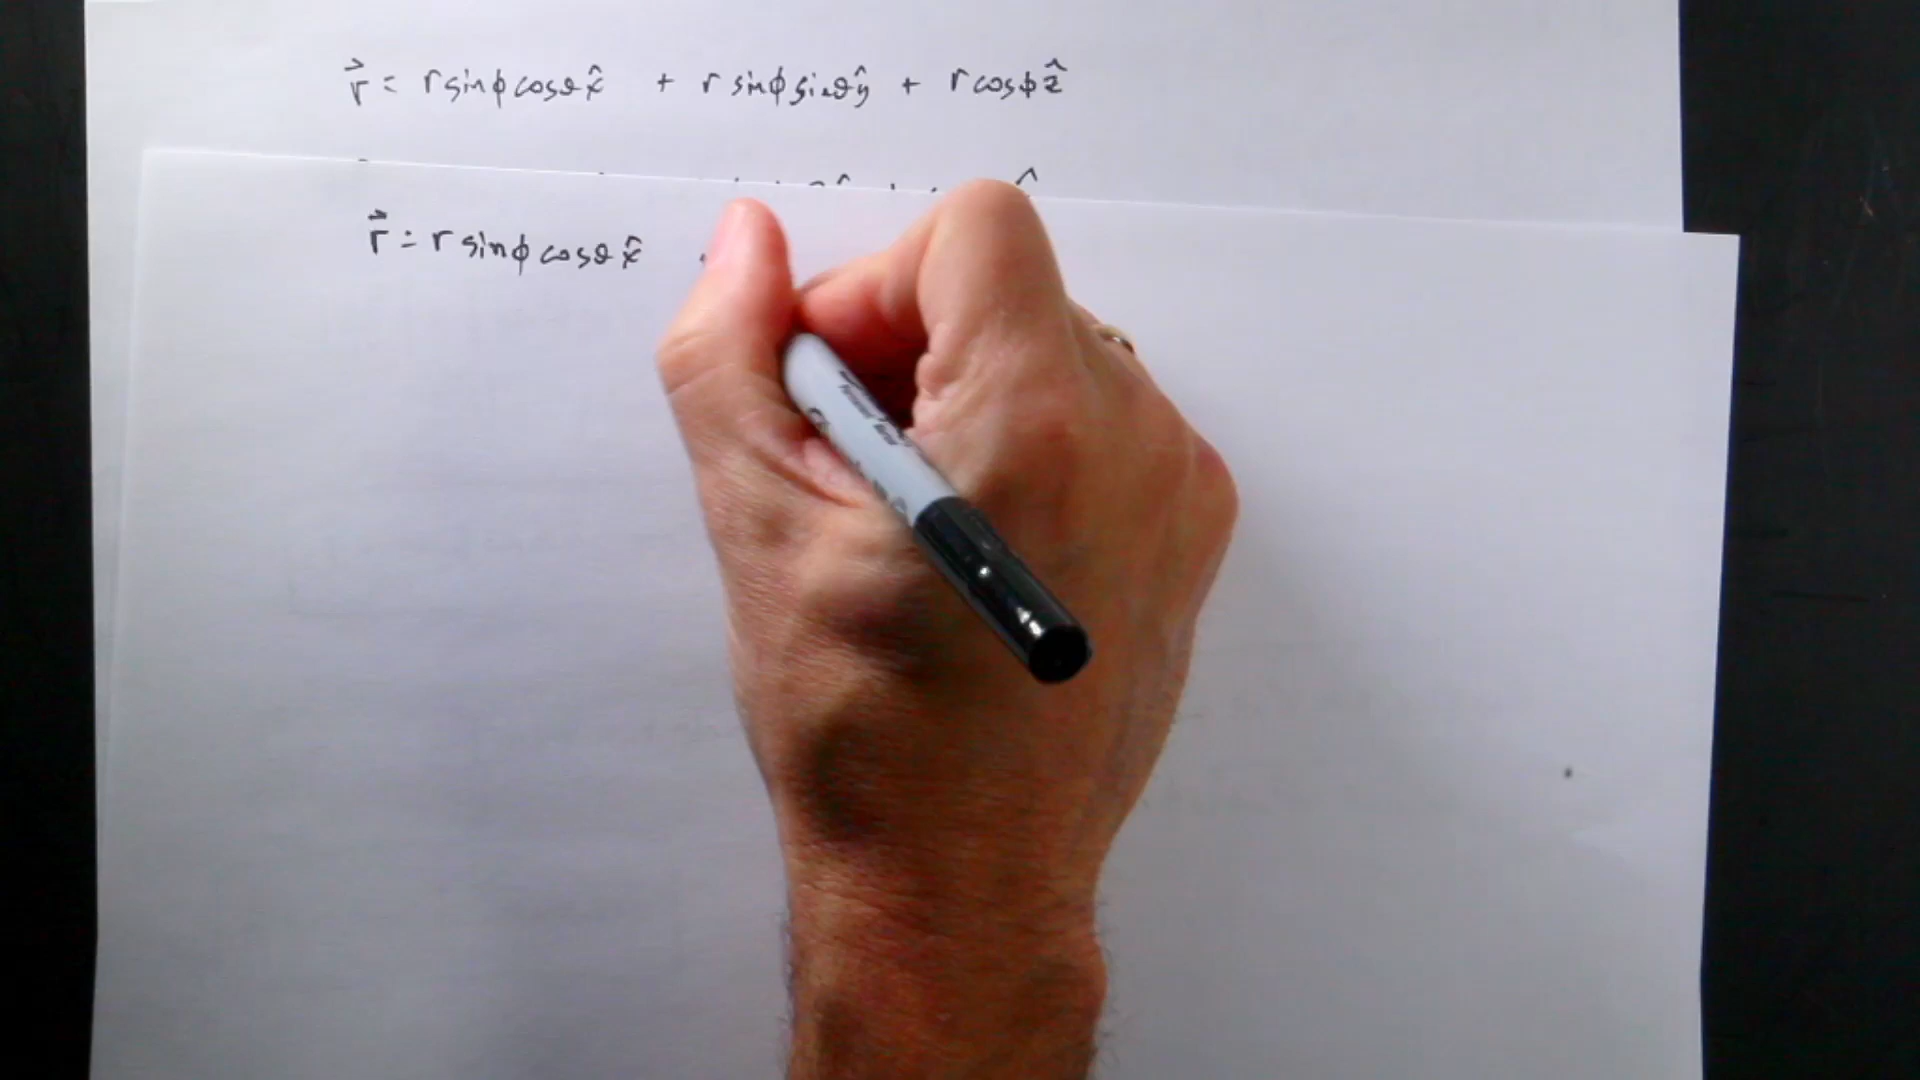 r⃗ = r sinϕ cosθ x̂ + r sinϕ sinθ ŷ + r cosϕ ẑ
r⃗ = r sinϕ cosθ x̂